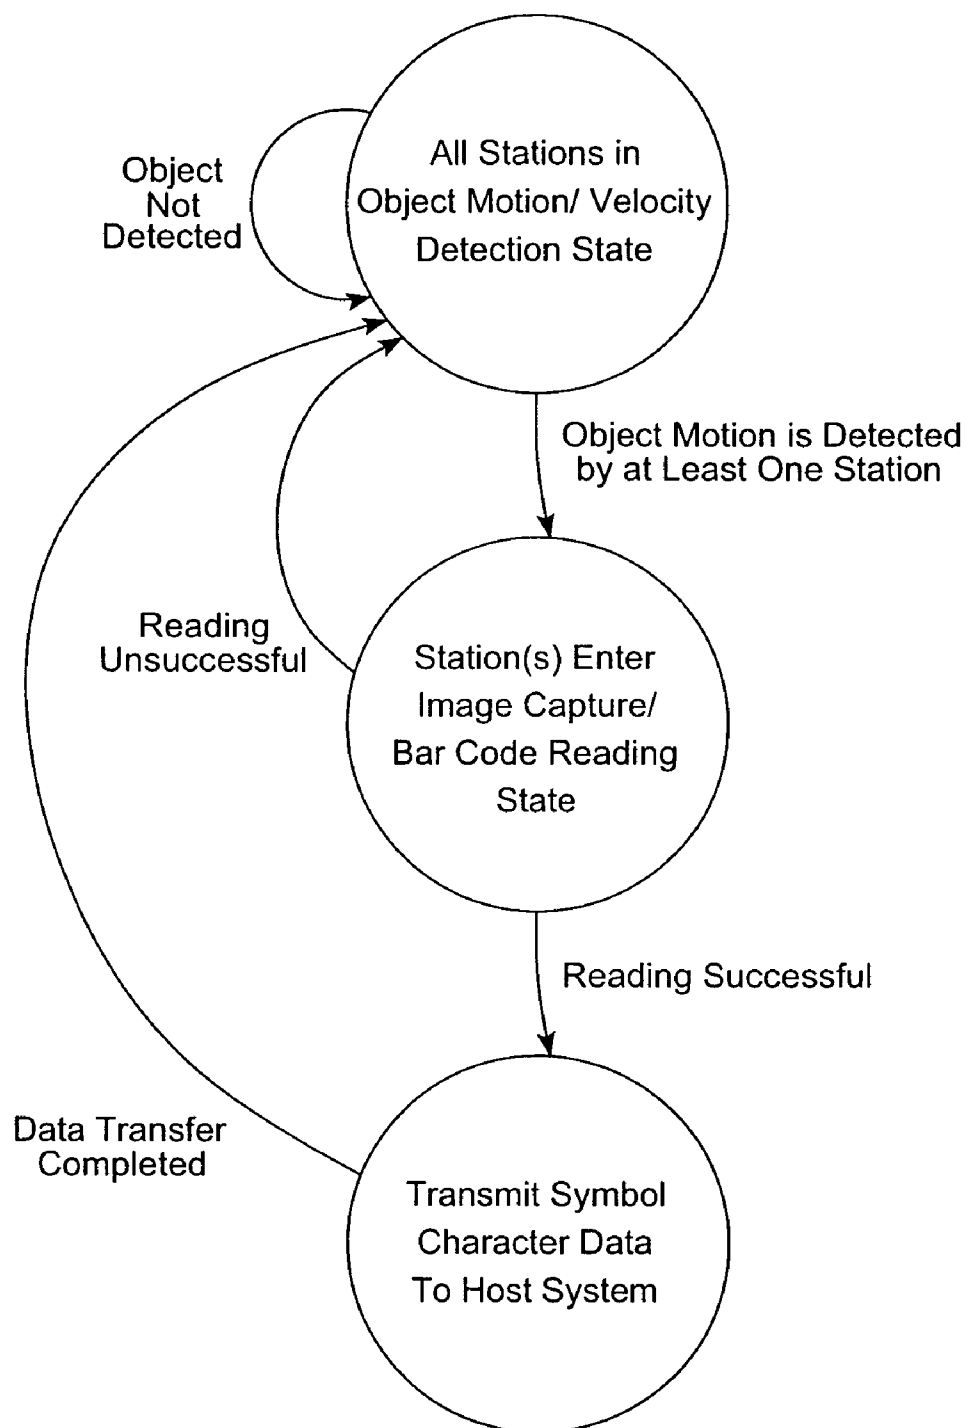 All Stations in
Object Motion/ Velocity
Detection State
Object
Not
Detected
Object Motion is Detected
by at Least One Station
Reading
Unsuccessful
Station(s) Enter
Image Capture/
Bar Code Reading
State
Reading Successful
Data Transfer
Completed
Transmit Symbol
Character Data
To Host System